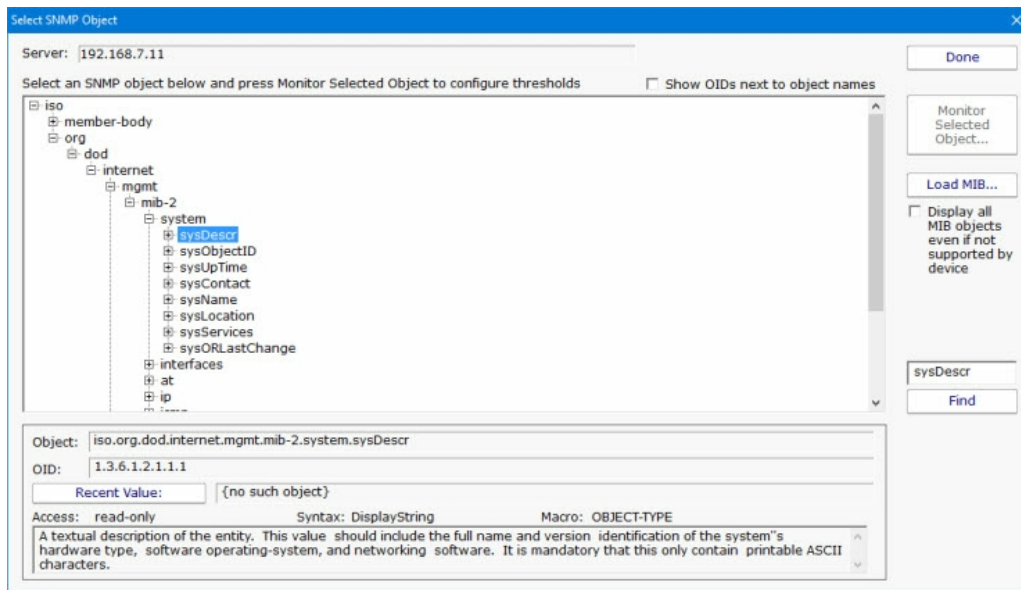 Select SNMP Object
Server: 192.168.7.11
Done
Select an SNMP object below and press Monitor Selected Object to configure thresholds
Show OIDs next to object names
iso
member-body
org
dod
internet
mgmt
mib-2
system
sysDescr
sysObjectID
sysUpTime
sysContact
sysName
sysLocation
sysServices
sysORLastChange
interfaces
at
ip
Monitor
Selected
Object...
Load MIB...
Display all
MIB objects
even if not
supported by
device
sysDescr
Find
Object: iso.org.dod.internet.mgmt.mib-2.system.sysDescr
OID: 1.3.6.1.2.1.1.1
Recent Value: {no such object}
Access: read-only Syntax: DisplayString Macro: OBJECT-TYPE
A textual description of the entity. This value should include the full name and version identification of the system"s
hardware type, software operating-system, and networking software. It is mandatory that this only contain printable ASCII
characters.